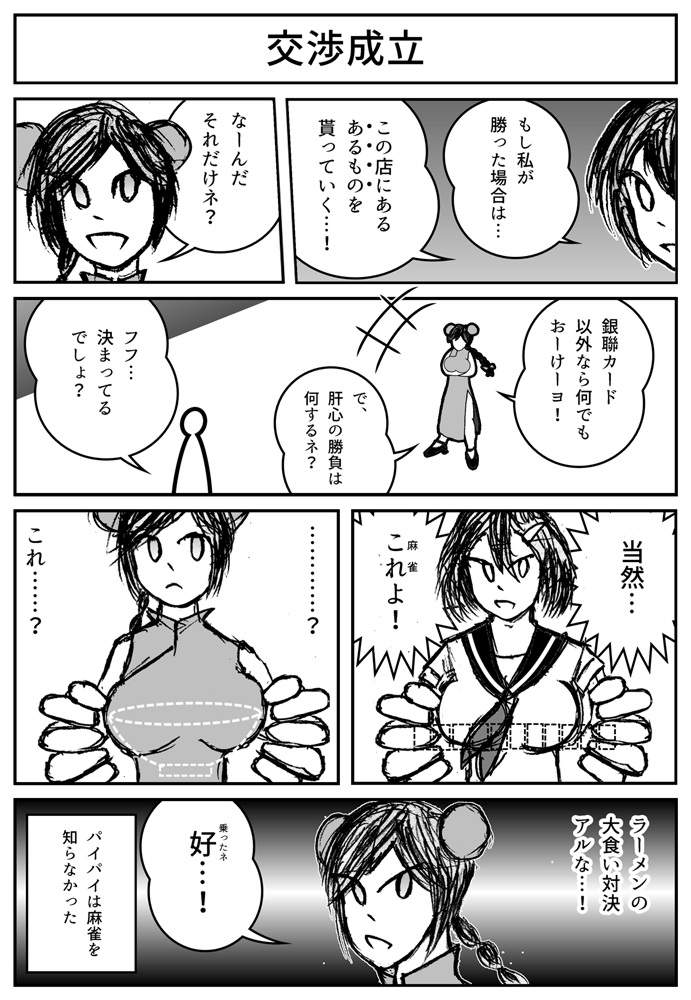 交渉成立
もし私が
勝った場合は…
この店にある
あるものを
貰っていく…！
なーんだ
それだけネ？
銀聯カード
以外なら何でも
おーけーヨ！
で、
肝心の勝負は
何するネ？
フフ…
決まってる
でしょ？
当然…
麻雀
これよ！
………？
これ……？
ラーメンの
大食い対決
アルな…！
乗ったネ
好…！
パイパイは麻雀を
知らなかった